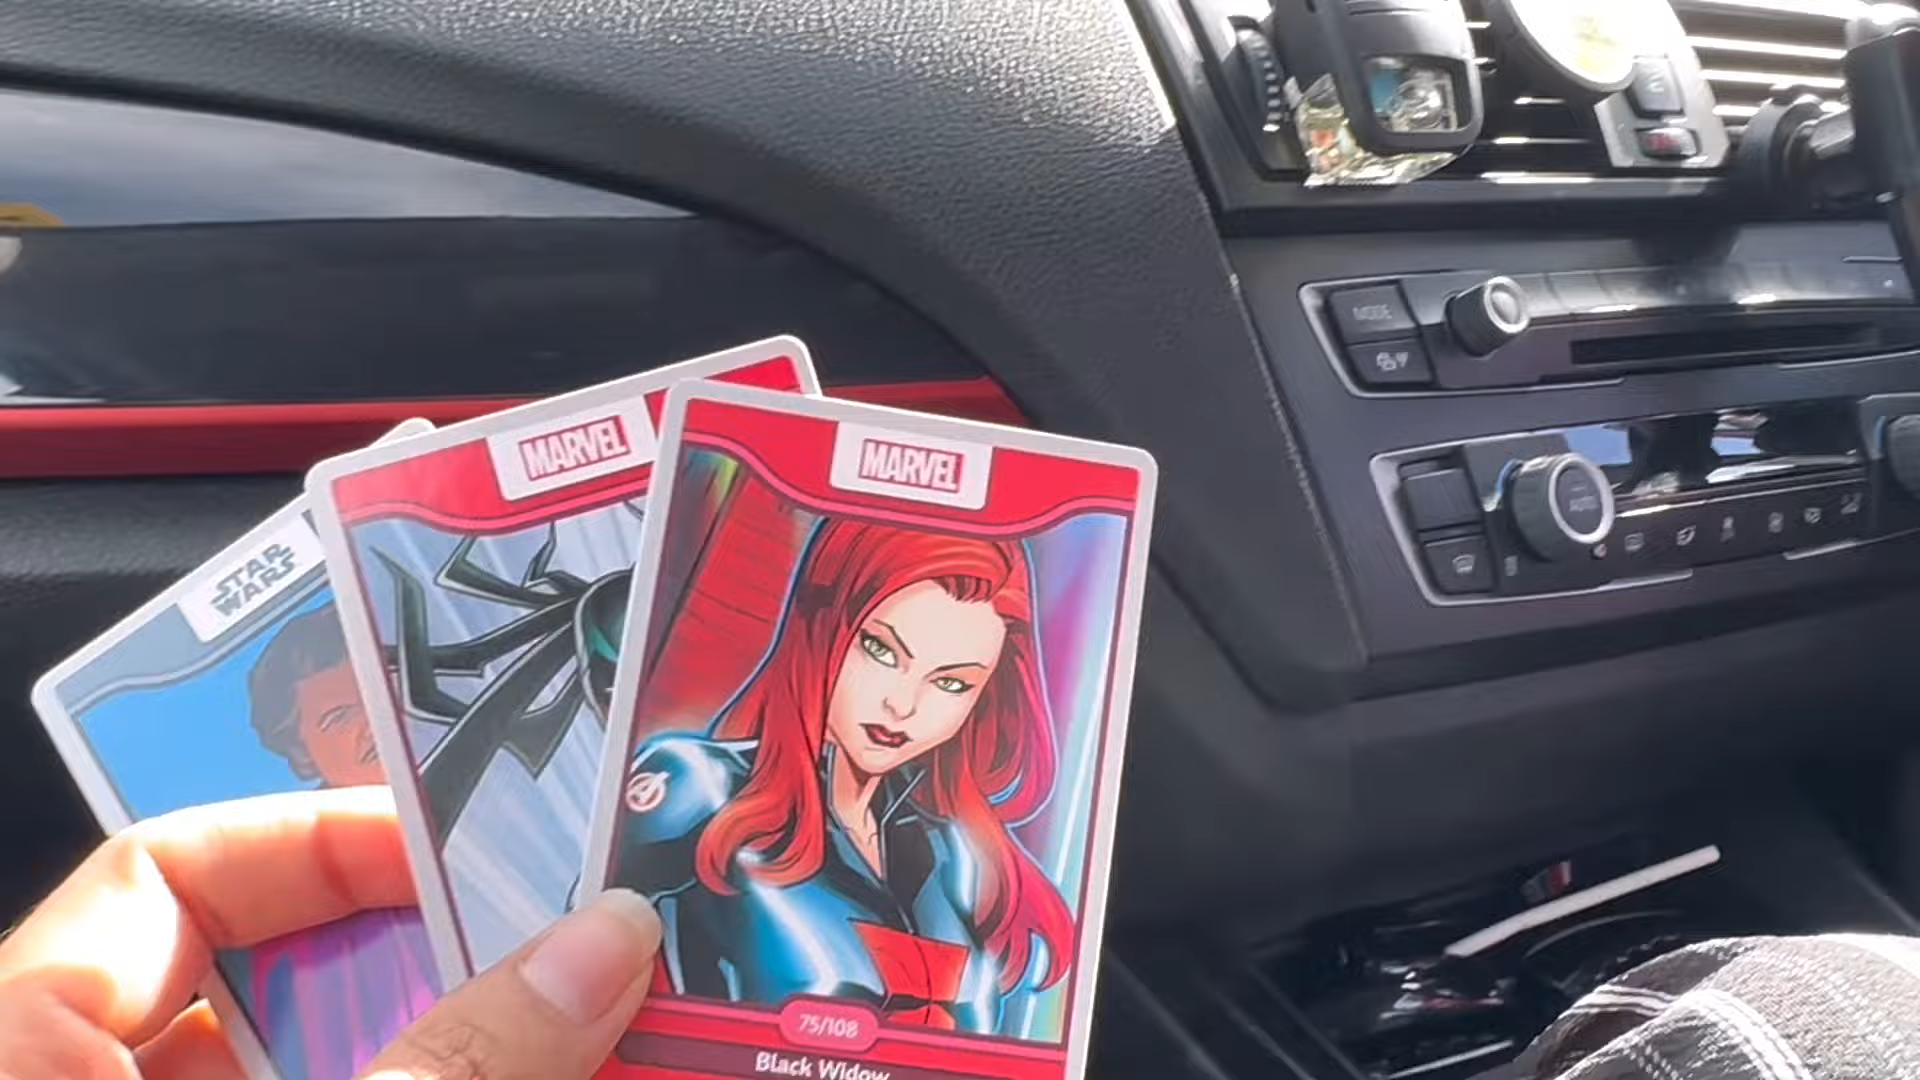 STAR
WARS
MARVEL
MARVEL
75/108
Black Widow
MODE
AUTO